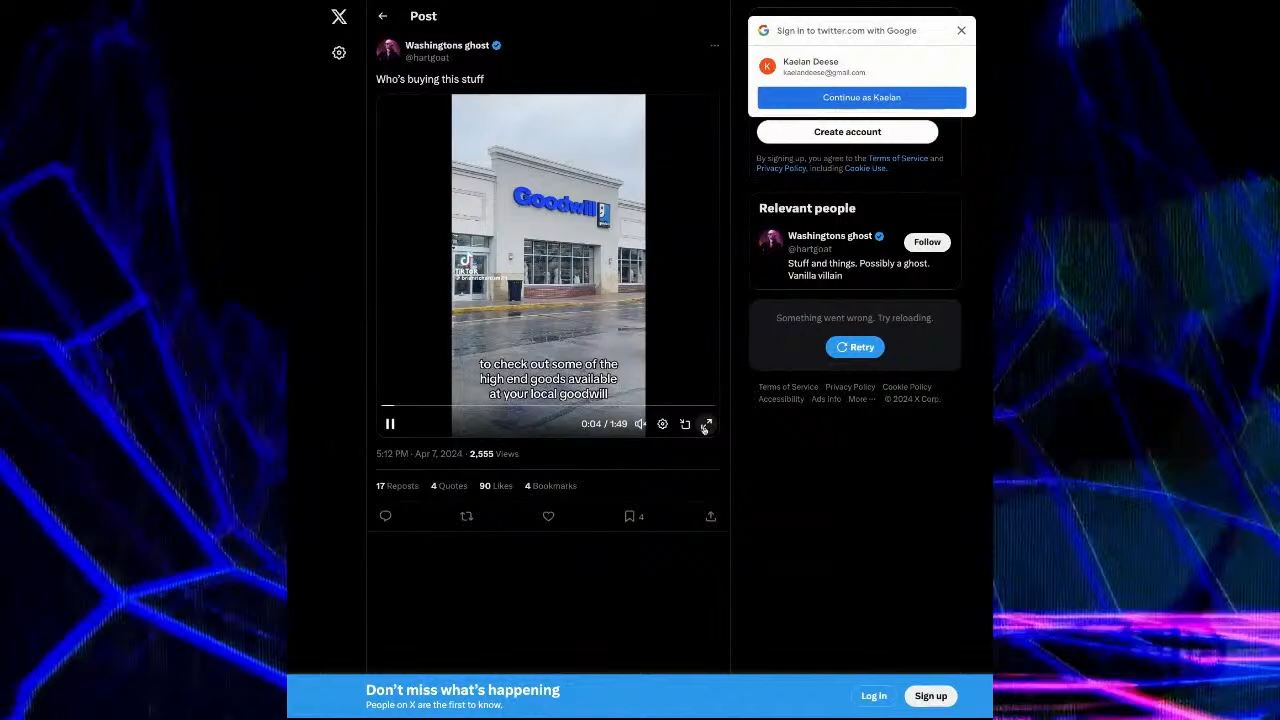 Post
Washingtons ghost
@hartgoat
Who's buying this stuff
Goodwill
TikTok
to check out some of the
high end goods available
at your local goodwill
0:04 / 1:49
5:12 PM · Apr 7, 2024 · 2,555 Views
17 Reposts 4 Quotes 90 Likes 4 Bookmarks
4
Sign in to twitter.com with Google
K
Kaelan Deese
kaelandeese@gmail.com
Continue as Kaelan
Create account
By signing up, you agree to the Terms of Service and
Privacy Policy, including Cookie Use.
Relevant people
Washingtons ghost
@hartgoat
Follow
Stuff and things. Possibly a ghost.
Vanilla villain
Something went wrong. Try reloading.
Retry
Terms of Service Privacy Policy Cookie Policy
Accessibility Ads info More ··· © 2024 X Corp.
Don't miss what's happening
People on X are the first to know.
Log in
Sign up